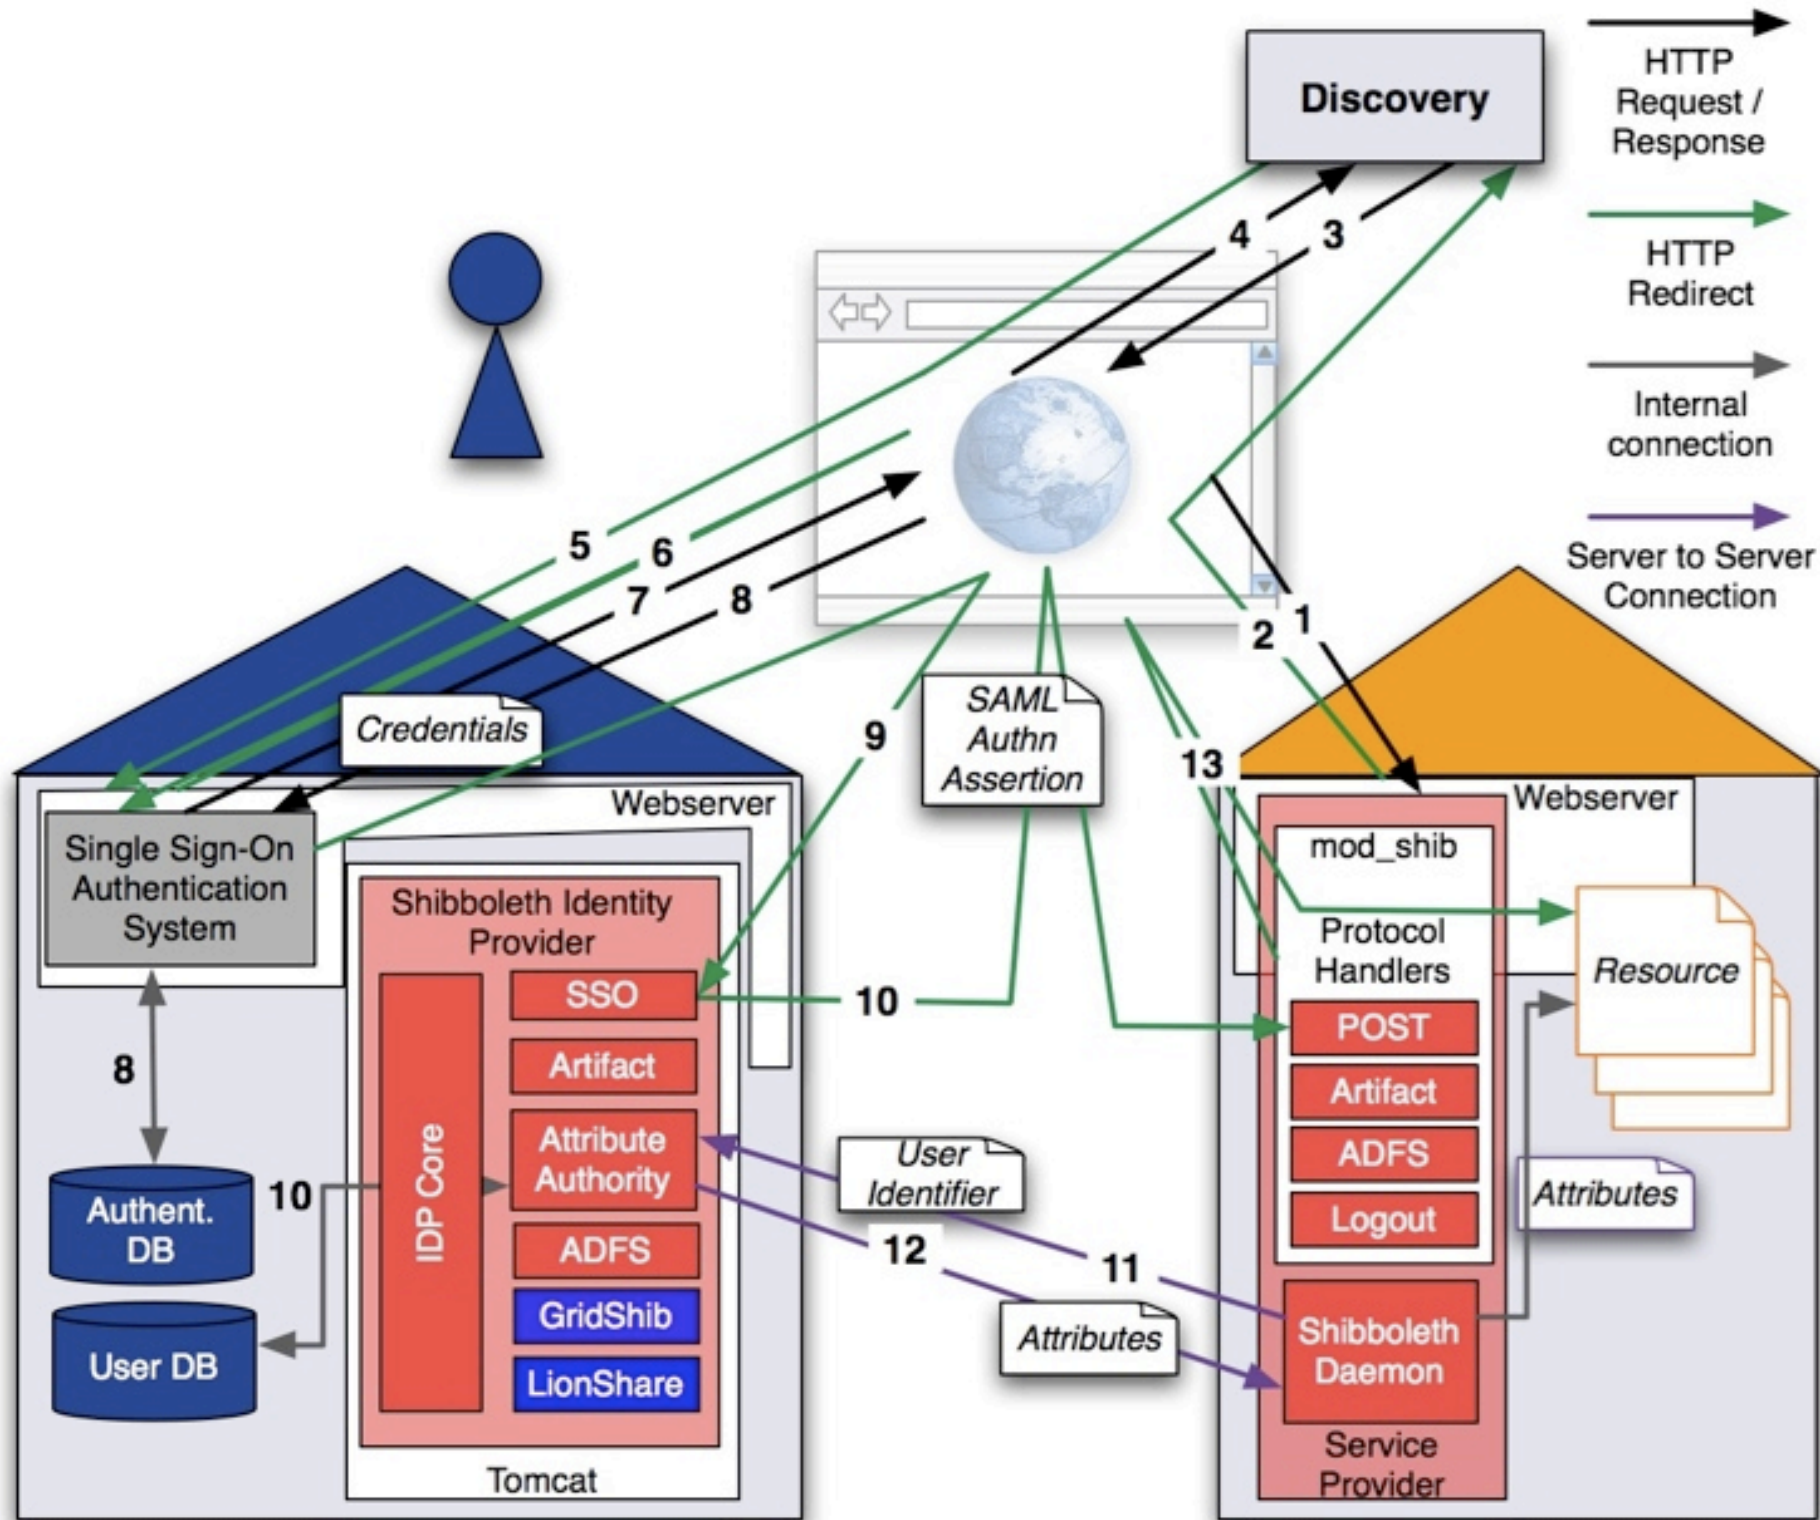 Discovery
HTTP
Request /
Response
HTTP
Redirect
Internal
connection
Server to Server
Connection
4
3
5
6
7
8
2
1
Credentials
9
SAML
Authn
Assertion
13
Webserver
Single Sign-On
Authentication
System
8
Authent.
DB
10
User DB
Shibboleth Identity
Provider
IDP Core
SSO
Artifact
Attribute
Authority
ADFS
GridShib
LionShare
Tomcat
10
User
Identifier
12
11
Attributes
Webserver
mod_shib
Protocol
Handlers
POST
Artifact
ADFS
Logout
Shibboleth
Daemon
Service
Provider
Resource
Attributes